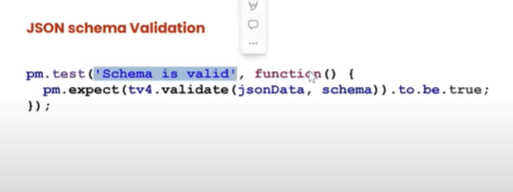 JSON schema Validation
pm.test('Schema is valid', function() {
pm.expect(tv4.validate(jsonData, schema)).to.be.true;
});